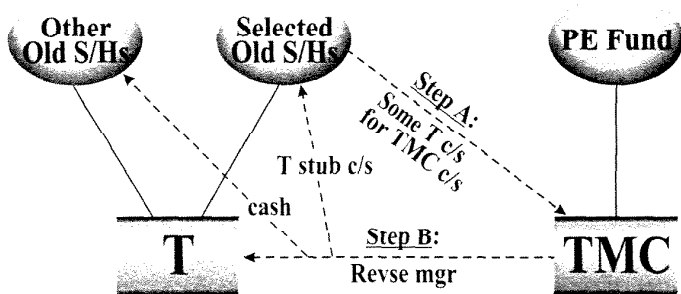 Other
Old S/Hs
Selected
Old S/Hs
PE Fund
Step A:
Some T c/s
for TMC c/s
T stub c/s
cash
Step B:
Revse mgr
T
TMC